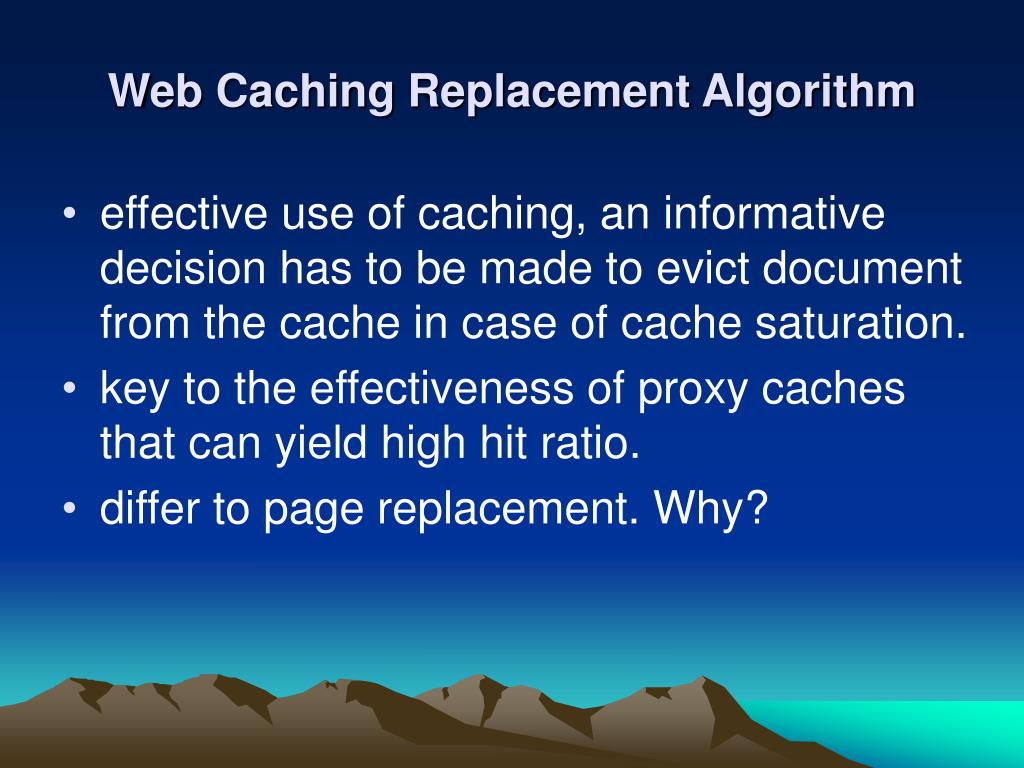 Web Caching Replacement Algorithm
• effective use of caching, an informative
decision has to be made to evict document
from the cache in case of cache saturation.
• key to the effectiveness of proxy caches
that can yield high hit ratio.
• differ to page replacement. Why?